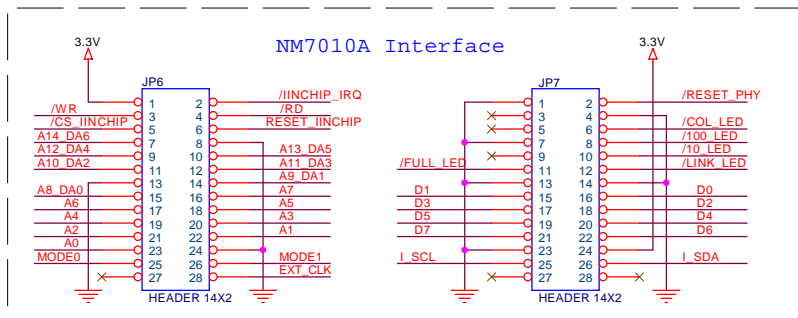 NM7010A Interface
3.3V
JP6
1 2 /IINCHIP_IRQ
/WR 3 4 /RD
/CS_IINCHIP 5 6 RESET_IINCHIP
A14_DA6 7 8
A12_DA4 9 10 A13_DA5
A10_DA2 11 12 A11_DA3
13 14 A9_DA1
A8_DA0 15 16 A7
A6 17 18 A5
A4 19 20 A3
A2 21 22 A1
A0 23 24
MODE0 25 26 MODE1
27 28 EXT_CLK
HEADER 14X2
3.3V
JP7
1 2 /RESET_PHY
3 4
5 6 /COL_LED
7 8 /100_LED
9 10 /10_LED
/FULL_LED 11 12 /LINK_LED
13 14
D1 15 16 D0
D3 17 18 D2
D5 19 20 D4
D7 21 22 D6
23 24
I_SCL 25 26 I_SDA
27 28
HEADER 14X2